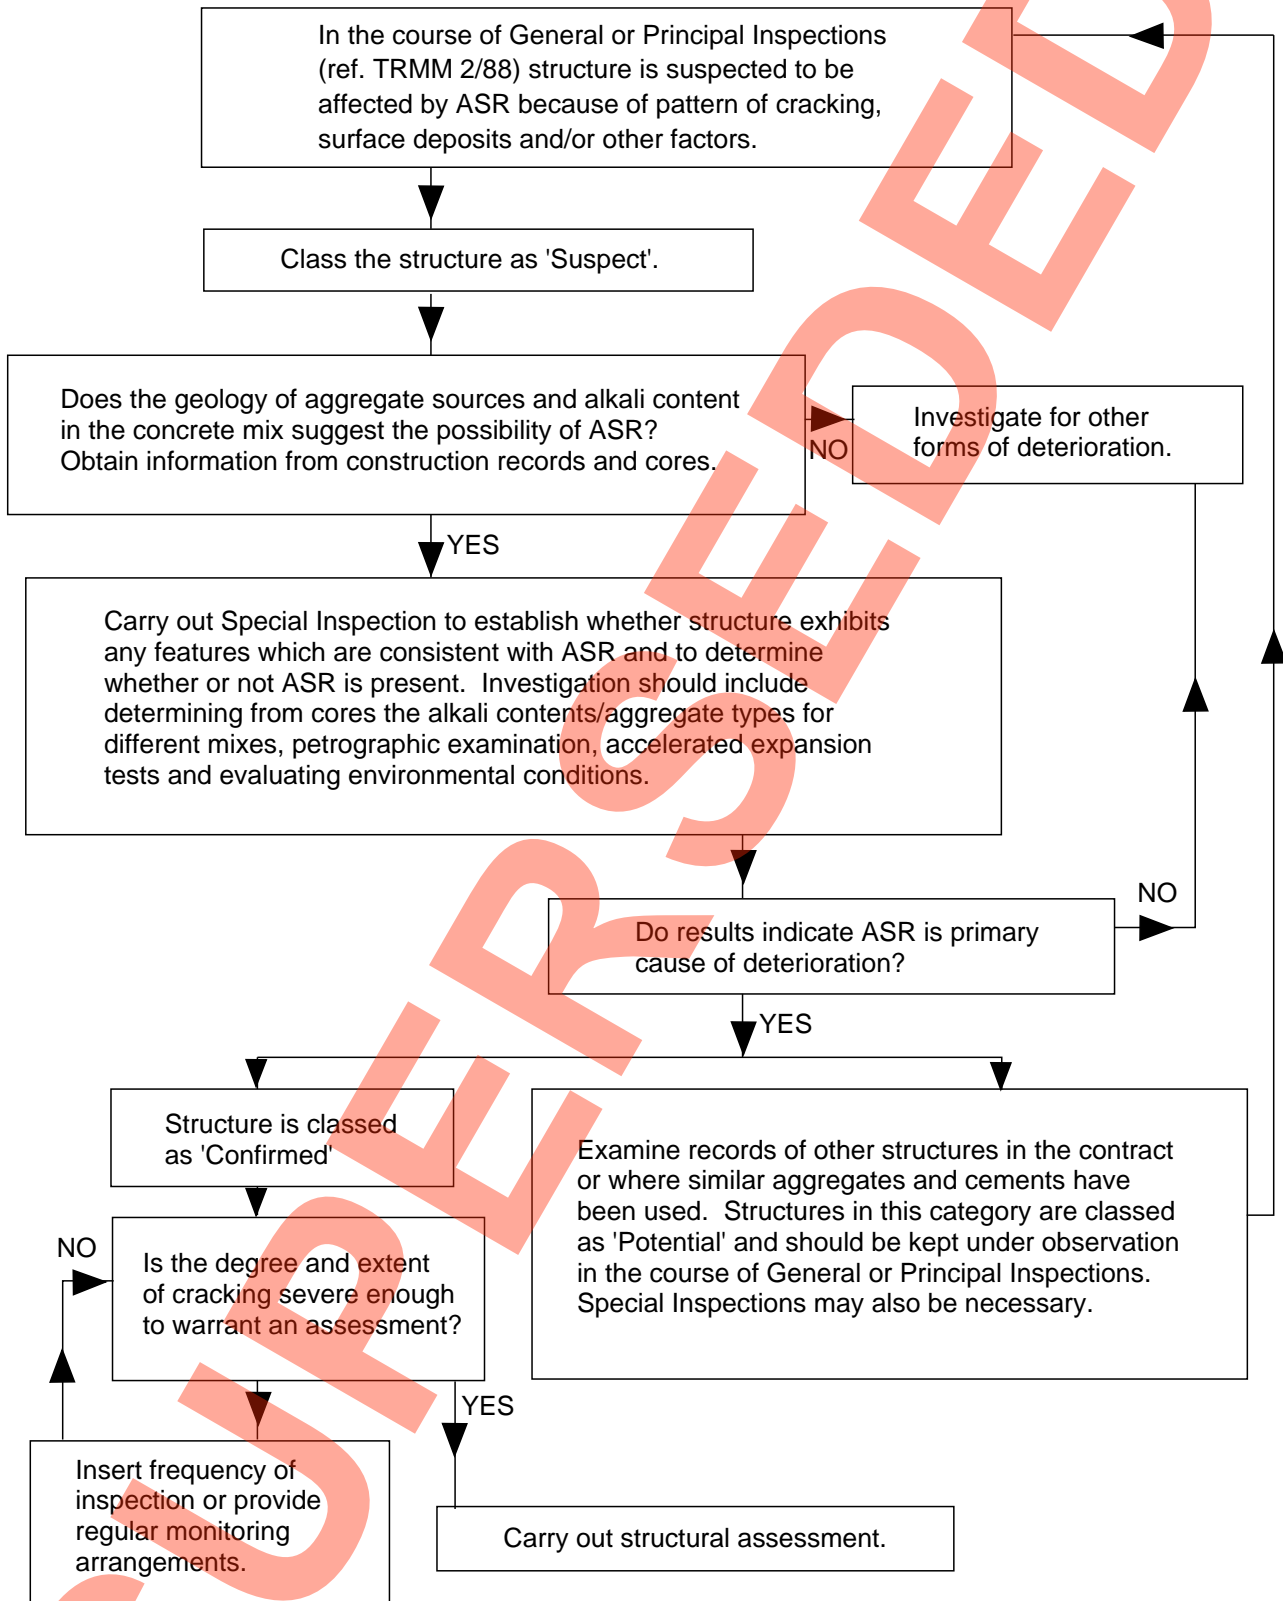 In the course of General or Principal Inspections
(ref. TRMM 2/88) structure is suspected to be
affected by ASR because of pattern of cracking,
surface deposits and/or other factors.
Class the structure as 'Suspect'.
Does the geology of aggregate sources and alkali content
in the concrete mix suggest the possibility of ASR?
Obtain information from construction records and cores.
NO
Investigate for other
forms of deterioration.
YES
Carry out Special Inspection to establish whether structure exhibits
any features which are consistent with ASR and to determine
whether or not ASR is present.  Investigation should include
determining from cores the alkali contents/aggregate types for
different mixes, petrographic examination, accelerated expansion
tests and evaluating environmental conditions.
NO
Do results indicate ASR is primary
cause of deterioration?
YES
Structure is classed
as 'Confirmed'
Examine records of other structures in the contract
or where similar aggregates and cements have
been used.  Structures in this category are classed
as 'Potential' and should be kept under observation
in the course of General or Principal Inspections.
Special Inspections may also be necessary.
NO
Is the degree and extent
of cracking severe enough
to warrant an assessment?
YES
Insert frequency of
inspection or provide
regular monitoring
arrangements.
Carry out structural assessment.
SUPERSEDED